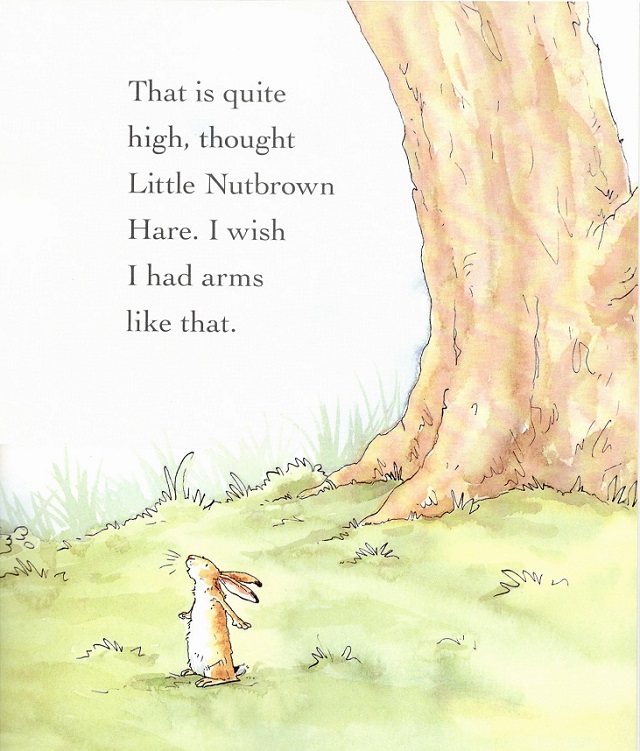 That is quite
high, thought
Little Nutbrown
Hare. I wish
I had arms
like that.